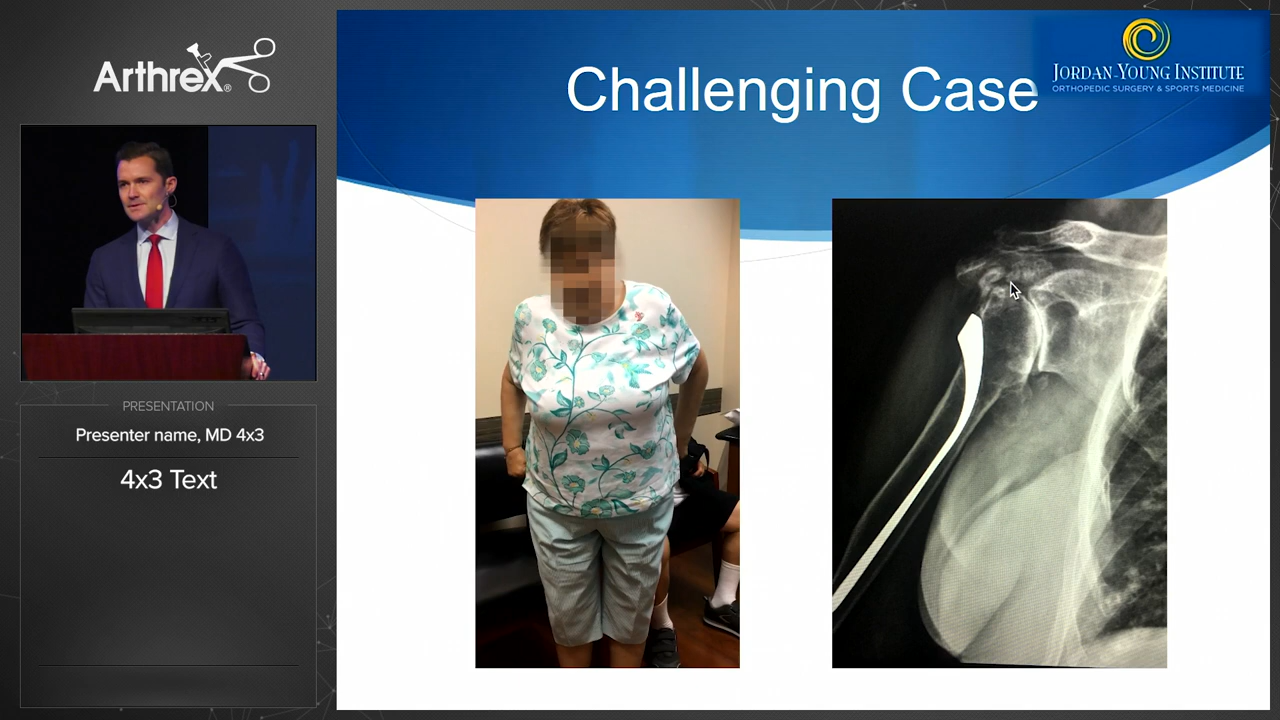 Arthrex®
PRESENTATION
Presenter name, MD 4x3
4x3 Text
Challenging Case
JORDAN-YOUNG INSTITUTE
ORTHOPEDIC SURGERY & SPORTS MEDICINE